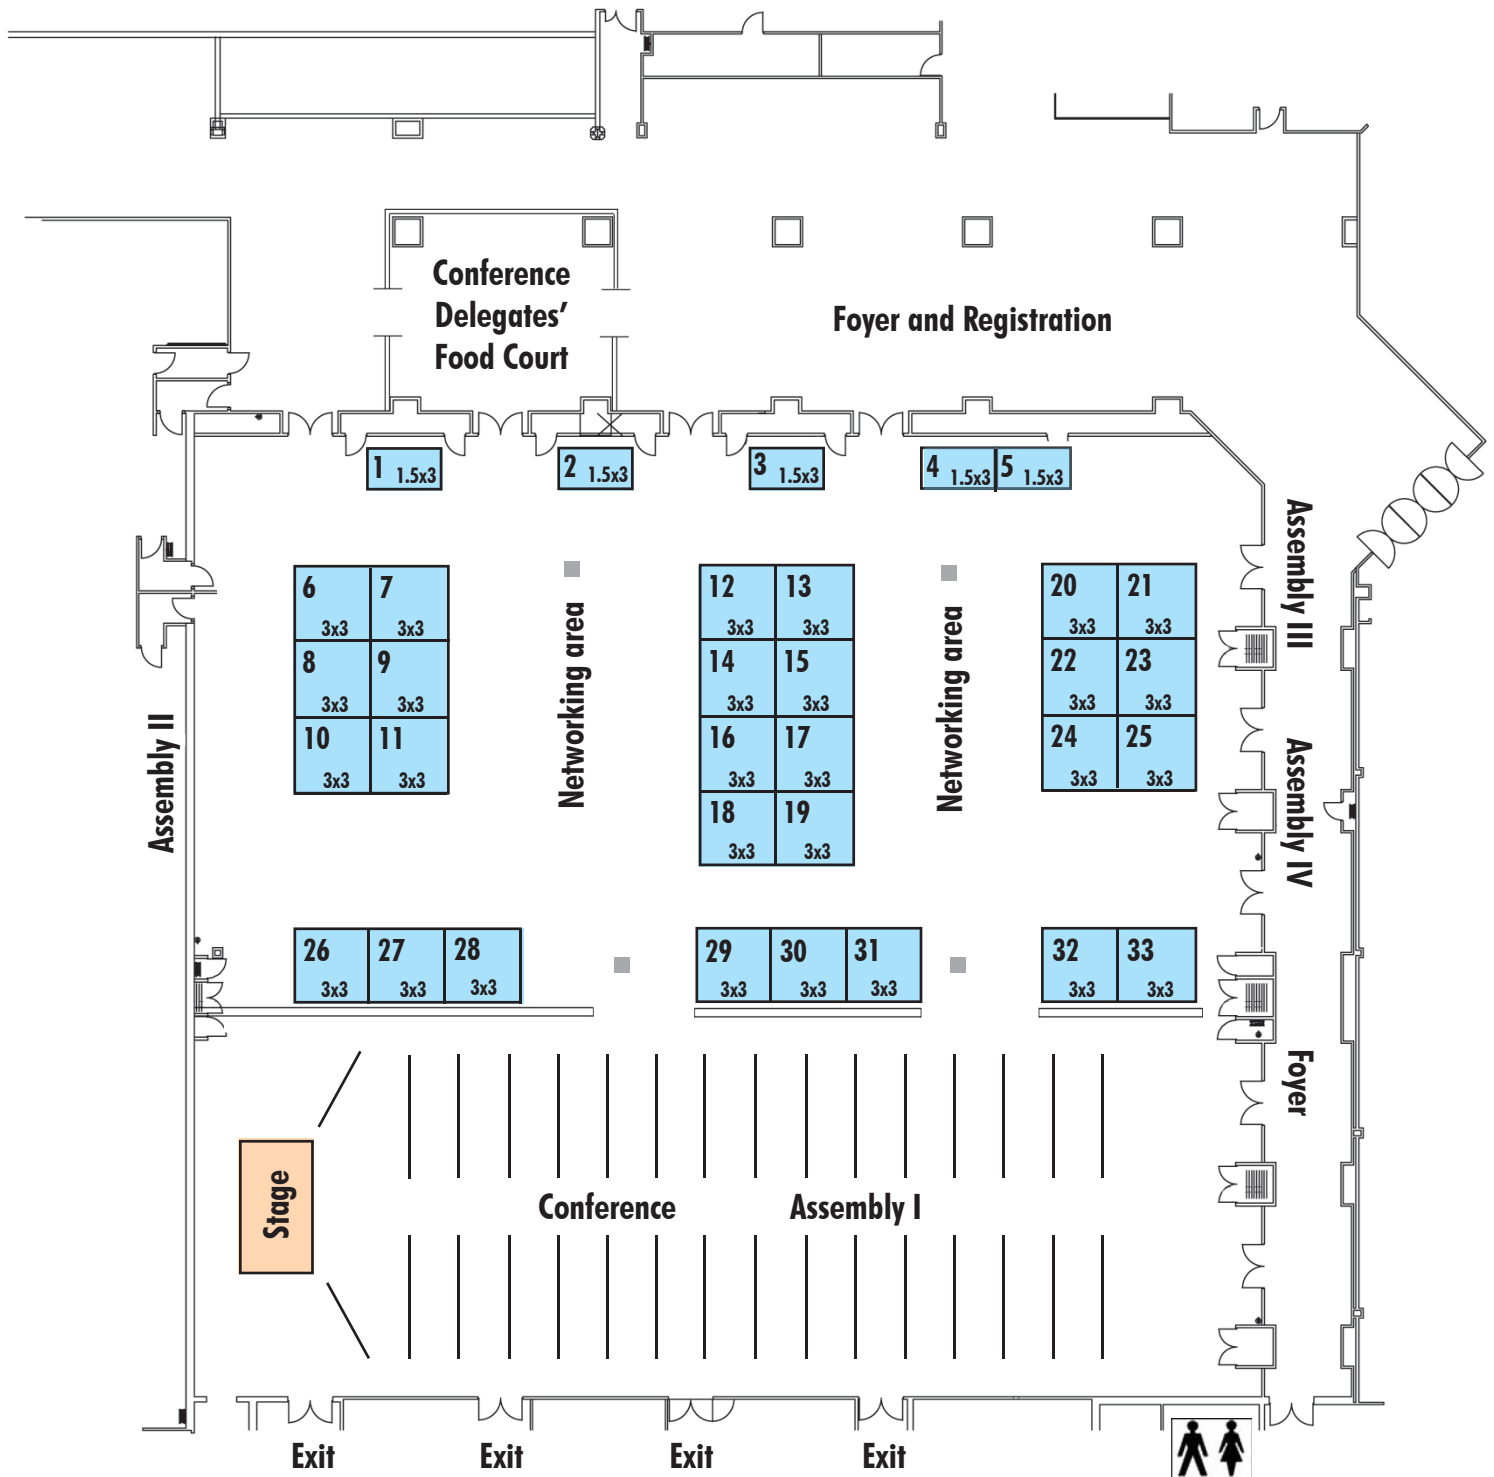 Conference
Delegates’
Food Court
Foyer and Registration
1 1.5x3
2 1.5x3
3 1.5x3
4 1.5x3
5 1.5x3
Assembly III
6 3x3
7 3x3
8 3x3
9 3x3
10 3x3
11 3x3
Networking area
12 3x3
13 3x3
14 3x3
15 3x3
16 3x3
17 3x3
18 3x3
19 3x3
Networking area
20 3x3
21 3x3
22 3x3
23 3x3
24 3x3
25 3x3
Assembly II
Assembly IV
26 3x3
27 3x3
28 3x3
29 3x3
30 3x3
31 3x3
32 3x3
33 3x3
Foyer
Stage
Conference
Assembly I
Exit
Exit
Exit
Exit